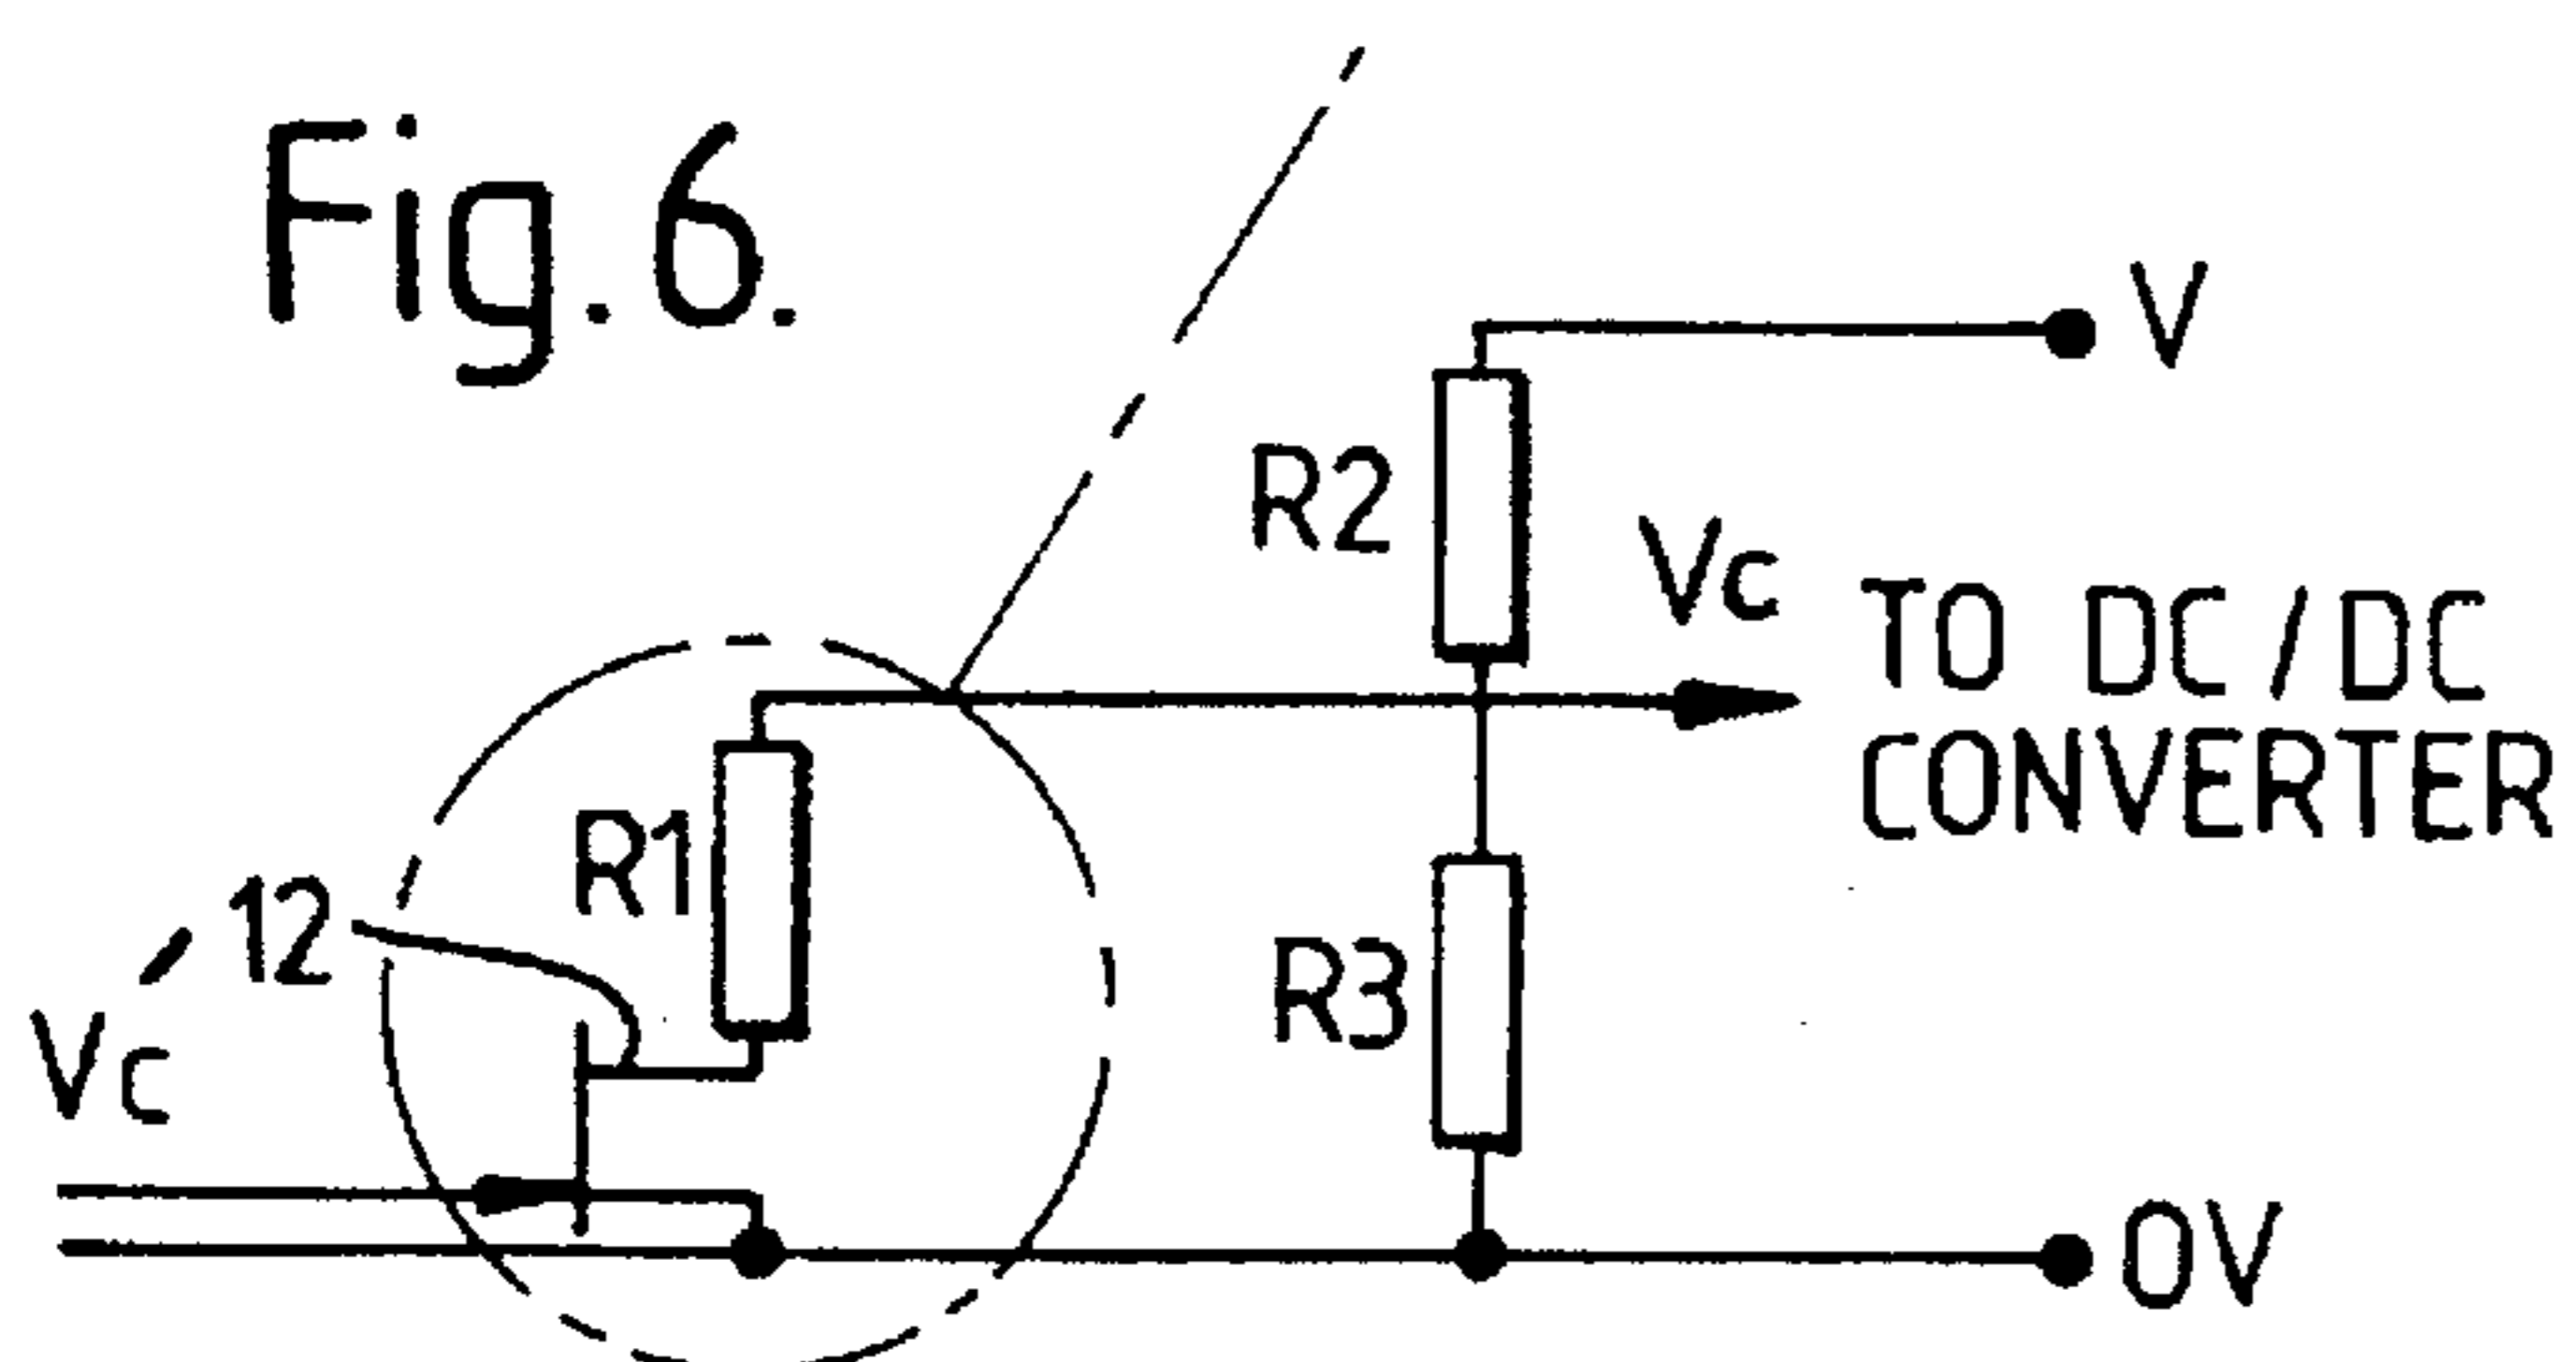 Fig.6.
V
R2
Vc
TO DC/DC
CONVERTER
R1
12
R3
Vc'
0V